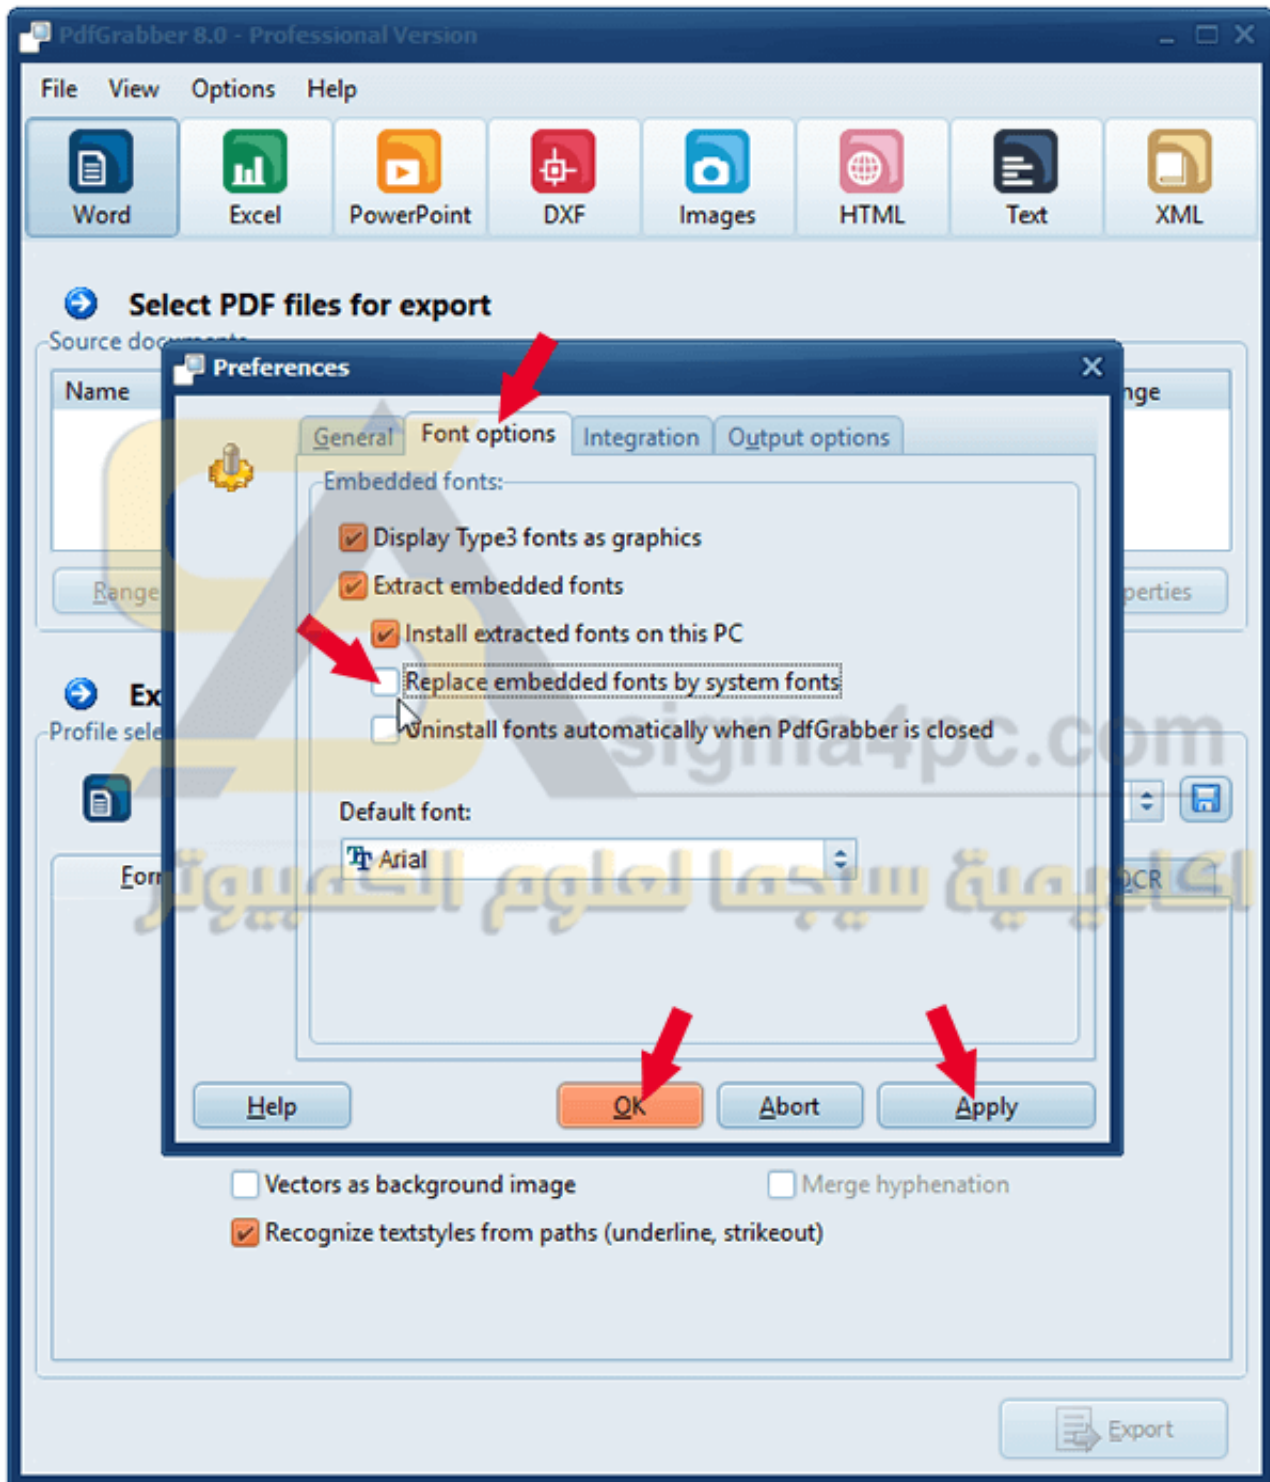 PdfGrabber 8.0 - Professional Version
File View Options Help
Word Excel PowerPoint DXF Images HTML Text XML
Select PDF files for export
Source documents
Name
Preferences
General Font options Integration Output options
Embedded fonts:
Display Type3 fonts as graphics
Extract embedded fonts
Install extracted fonts on this PC
Replace embedded fonts by system fonts
Uninstall fonts automatically when PdfGrabber is closed
sigma4pc.com
Default font:
Arial
OCR
اكاديمية سيجما لعلوم الكمبيوتر
Help OK Abort Apply
Vectors as background image Merge hyphenation
Recognize textstyles from paths (underline, strikeout)
Export